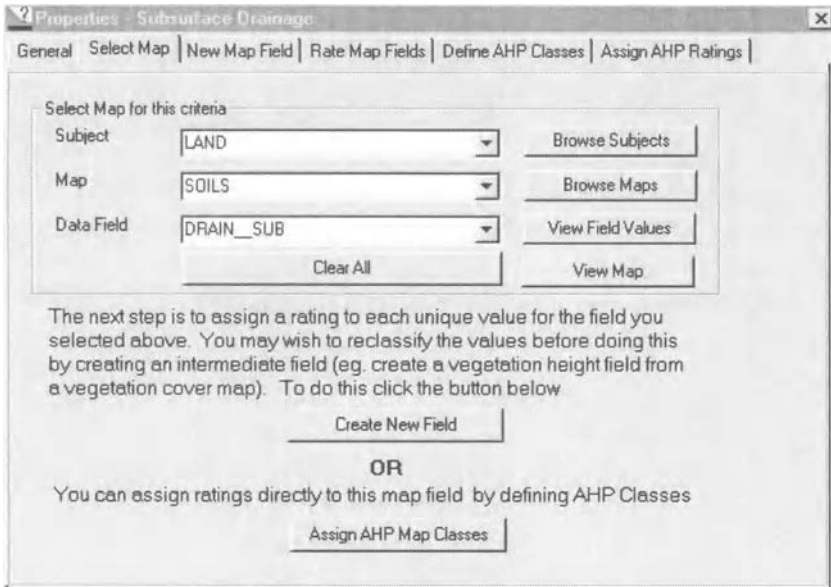 Properties - Subsurface Drainage
General Select Map New Map Field Rate Map Fields Define AHP Classes Assign AHP Ratings
Select Map for this criteria
Subject LAND Browse Subjects
Map SOILS Browse Maps
Data Field DRAIN__SUB View Field Values
Clear All View Map
The next step is to assign a rating to each unique value for the field you
selected above. You may wish to reclassify the values before doing this
by creating an intermediate field (eg. create a vegetation height field from
a vegetation cover map). To do this click the button below
Create New Field
OR
You can assign ratings directly to this map field by defining AHP Classes
Assign AHP Map Classes